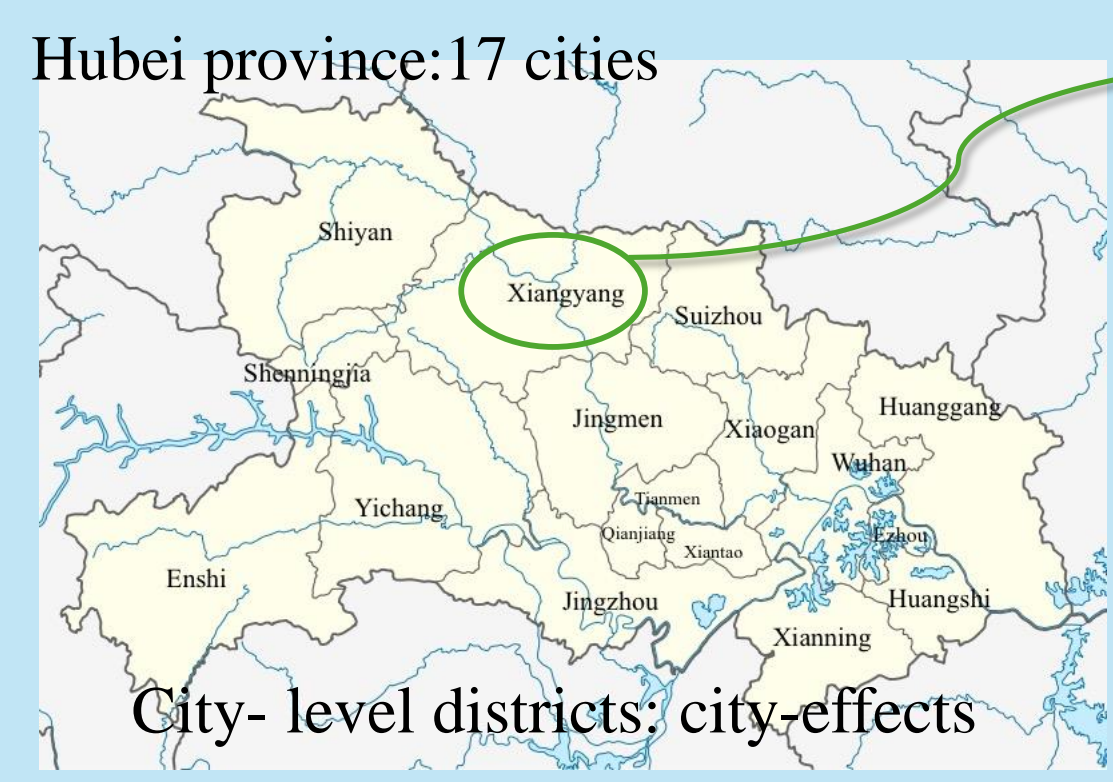 Hubei province:17 cities
Shiyan
Xiangyang
Suizhou
Shenningjia
Jingmen
Huanggang
Xiaogan
Wuhan
Tianmen
Yichang
Qianjiang
Ezhou
Xiantao
Enshi
Jingzhou
Huangshi
Xianning
City- level districts: city-effects